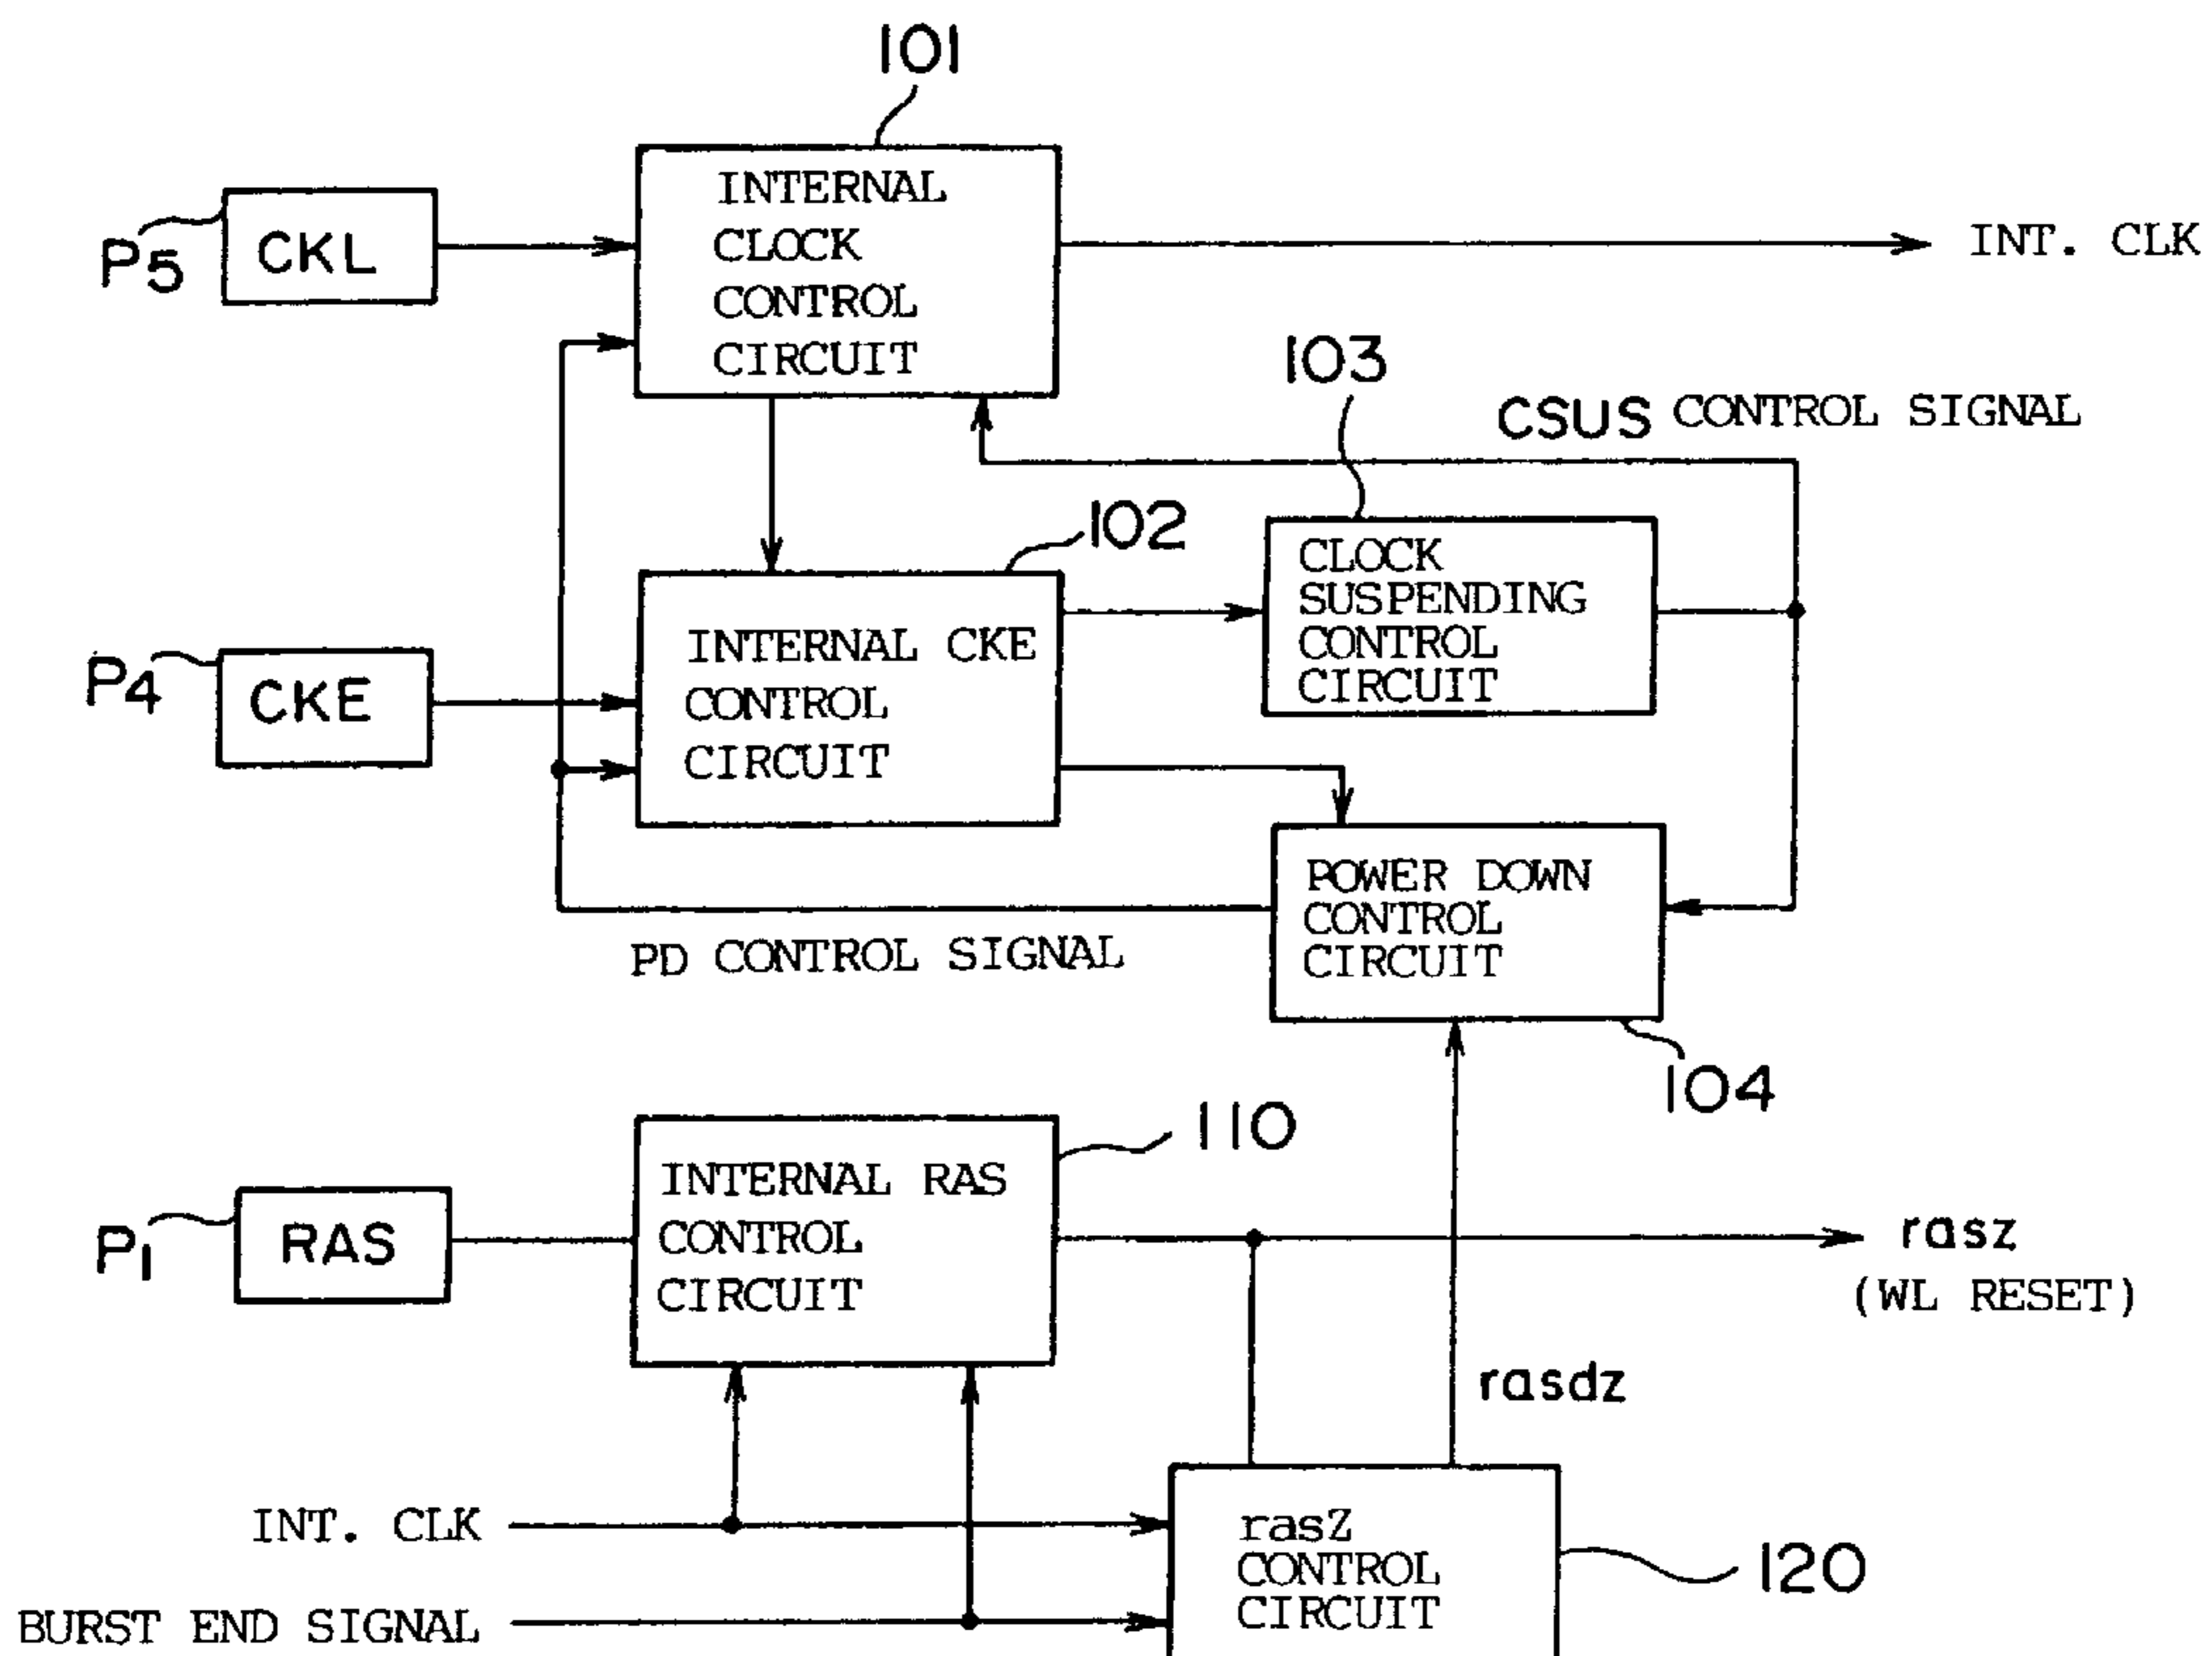 101
INTERNAL
CLOCK
CONTROL
CIRCUIT
P5
CKL
INT. CLK
103
CSUS CONTROL SIGNAL
102
CLOCK
SUSPENDING
CONTROL
CIRCUIT
P4
CKE
INTERNAL CKE
CONTROL
CIRCUIT
POWER DOWN
CONTROL
CIRCUIT
PD CONTROL SIGNAL
104
110
INTERNAL RAS
CONTROL
CIRCUIT
P1
RAS
rasz
(WL RESET)
rasdz
INT. CLK
rasZ
CONTROL
CIRCUIT
120
BURST END SIGNAL